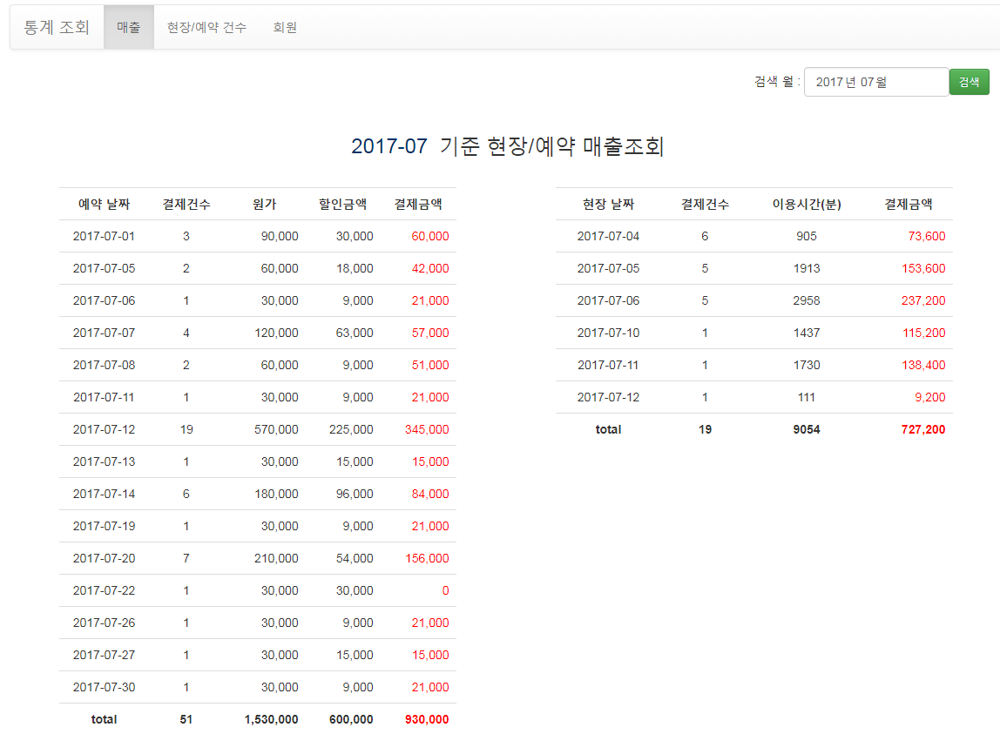 통계 조회 매출 현장/예약 건수 회원
검색 월 : 2017년 07월 검색
2017-07 기준 현장/예약 매출조회
예약 날짜 결제건수 원가 할인금액 결제금액
2017-07-01 3 90,000 30,000 60,000
2017-07-05 2 60,000 18,000 42,000
2017-07-06 1 30,000 9,000 21,000
2017-07-07 4 120,000 63,000 57,000
2017-07-08 2 60,000 9,000 51,000
2017-07-11 1 30,000 9,000 21,000
2017-07-12 19 570,000 225,000 345,000
2017-07-13 1 30,000 15,000 15,000
2017-07-14 6 180,000 96,000 84,000
2017-07-19 1 30,000 9,000 21,000
2017-07-20 7 210,000 54,000 156,000
2017-07-22 1 30,000 30,000 0
2017-07-26 1 30,000 9,000 21,000
2017-07-27 1 30,000 15,000 15,000
2017-07-30 1 30,000 9,000 21,000
total 51 1,530,000 600,000 930,000
현장 날짜 결제건수 이용시간(분) 결제금액
2017-07-04 6 905 73,600
2017-07-05 5 1913 153,600
2017-07-06 5 2958 237,200
2017-07-10 1 1437 115,200
2017-07-11 1 1730 138,400
2017-07-12 1 111 9,200
total 19 9054 727,200